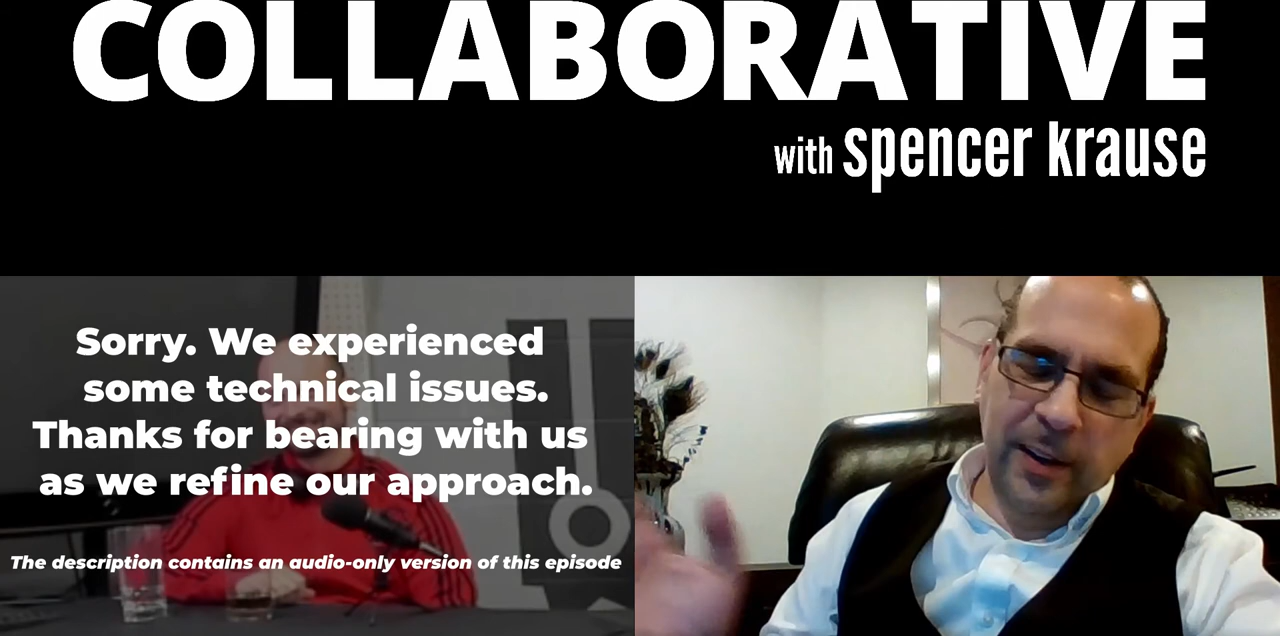 COLLABORATIVE
with spencer krause
Sorry. We experienced
some technical issues.
Thanks for bearing with us
as we refine our approach.
The description contains an audio-only version of this episode